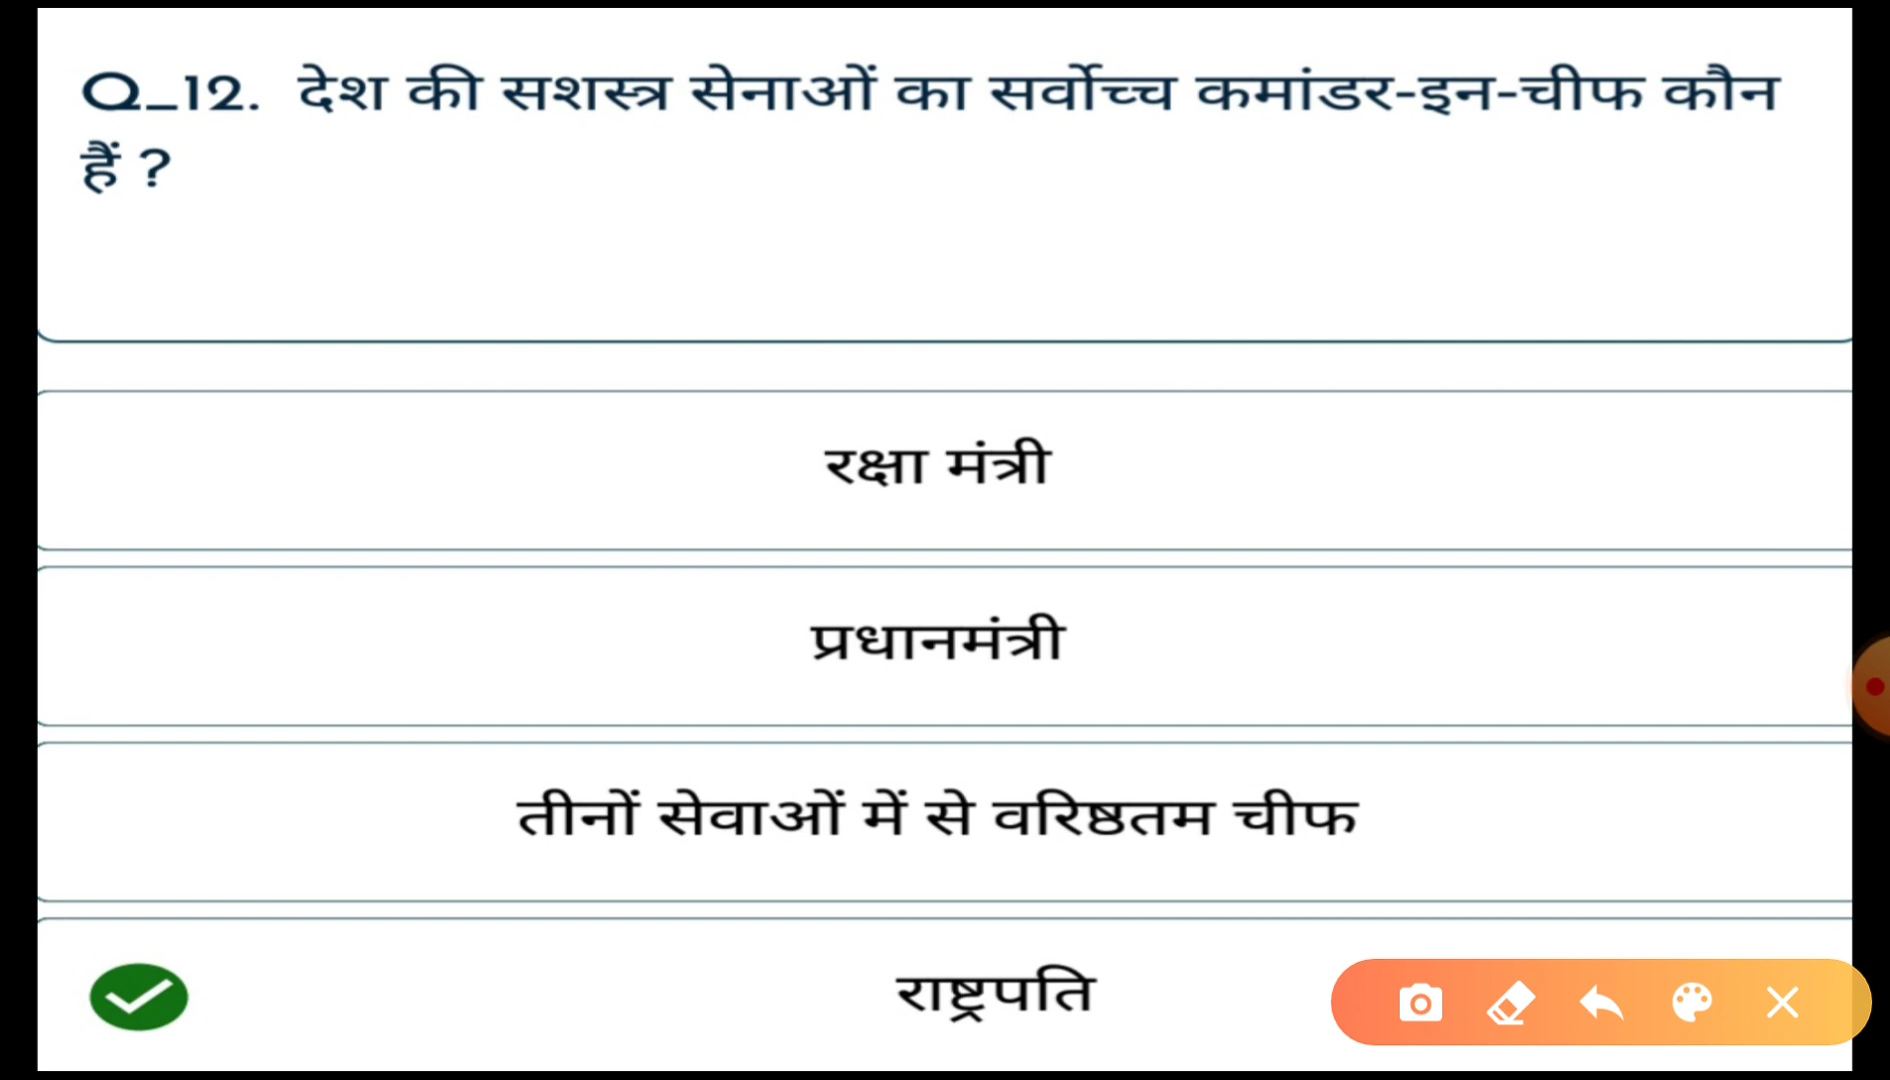 Q_12. देश की सशस्त्र सेनाओं का सर्वोच्च कमांडर-इन-चीफ कौन
हैं ?
रक्षा मंत्री
प्रधानमंत्री
तीनों सेवाओं में से वरिष्ठतम चीफ
राष्ट्रपति